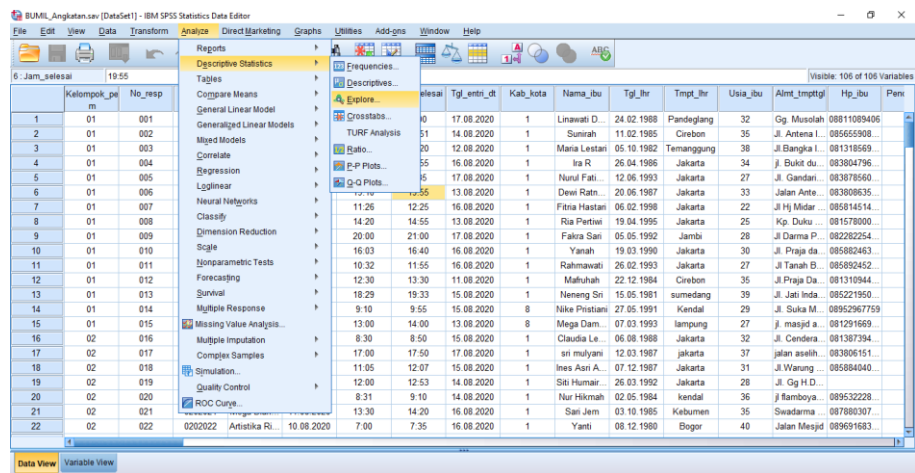 BUMIL_Angkatan.sav [DataSet1] - IBM SPSS Statistics Data Editor
File Edit View Data Transform Analyze Direct Marketing Graphs Utilities Add-ons Window Help
6 : Jam_selesai 19:55 Visible: 106 of 106 Variables
Reports
Descriptive Statistics
Tables
Compare Means
General Linear Model
Generalized Linear Models
Mixed Models
Correlate
Regression
Loglinear
Neural Networks
Classify
Dimension Reduction
Scale
Nonparametric Tests
Forecasting
Survival
Multiple Response
Missing Value Analysis...
Multiple Imputation
Complex Samples
Simulation...
Quality Control
ROC Curve...
Frequencies...
Descriptives...
Explore...
Crosstabs...
TURF Analysis
Ratio...
P-P Plots...
Q-Q Plots...
Kelompok_pem No_resp elesai Tgl_entri_dt Kab_kota Nama_ibu Tgl_lhr Tmpt_lhr Usia_ibu Almt_tmpttgl Hp_ibu Penc
1 01 001 17.08.2020 1 Linawati D... 24.02.1988 Pandeglang 32 Gg. Musolah 08811089406
2 01 002 51 14.08.2020 1 Sunirah 11.02.1985 Cirebon 35 Jl. Antena I... 085655908...
3 01 003 20 12.08.2020 1 Maria Lestari 05.10.1982 Temanggung 38 Jl.Bangka I... 081318569...
4 01 004 55 16.08.2020 1 Ira R 26.04.1986 Jakarta 34 jl. Bukit du... 083804796...
5 01 005 17.08.2020 1 Nurul Fati... 12.06.1993 Jakarta 27 Jl. Gandari... 083878560...
6 01 006 13.08.2020 1 Dewi Ratn... 20.06.1987 Jakarta 33 Jalan Ante... 083808635...
7 01 007 11:26 12:25 16.08.2020 1 Fitria Hastari 06.02.1998 Jakarta 22 Jl Hj Midar ... 085814514...
8 01 008 14:20 14:55 13.08.2020 1 Ria Pertiwi 19.04.1995 Jakarta 25 Kp. Duku ... 081578000...
9 01 009 20:00 21:00 17.08.2020 1 Fakra Sari 05.05.1992 Jambi 28 Jl Darma P... 082282254...
10 01 010 16:03 16:40 16.08.2020 1 Yanah 19.03.1990 Jakarta 30 Jl. Praja da... 085882463...
11 01 011 10:32 11:55 16.08.2020 1 Rahmawati 26.02.1993 Jakarta 27 Jl Tanah B... 085892452...
12 01 012 12:30 13:30 11.08.2020 1 Mafruhah 22.12.1984 Cirebon 35 Jl.Praja Da... 081310944...
13 01 013 18:29 19:33 15.08.2020 1 Neneng Sri 15.05.1981 sumedang 39 Jl. Jati Inda... 085221950...
14 01 014 9:10 9:55 15.08.2020 8 Nike Pristiani 27.05.1991 Kendal 29 Jl. Suka M... 08952967759
15 01 015 13:00 14:00 13.08.2020 8 Mega Dam... 07.03.1993 lampung 27 jl. masjid a... 081291669...
16 02 016 8:30 8:50 15.08.2020 1 Claudia Le... 06.08.1988 Jakarta 32 Jl. Cendera... 081387394...
17 02 017 17:00 17:50 17.08.2020 1 sri mulyani 12.03.1987 jakarta 37 jalan aselih... 083806151...
18 02 018 11:05 12:07 15.08.2020 1 Ines Asri A... 07.12.1987 Jakarta 31 Jl.Warung ... 085884040...
19 02 019 12:00 12:53 14.08.2020 1 Siti Humair... 26.03.1992 Jakarta 28 Jl. Gg H.D...
20 02 020 8:31 9:10 14.08.2020 1 Nur Hikmah 02.05.1984 kendal 36 jl flamboya... 089532228...
21 02 021 13:30 14:20 16.08.2020 1 Sari Jem 03.10.1985 Kebumen 35 Swadarma ... 087880307...
22 02 022 0202022 Artistika Ri... 10.08.2020 7:00 7:35 16.08.2020 1 Yanti 08.12.1980 Bogor 40 Jalan Mesjid 089691683...
Data View Variable View